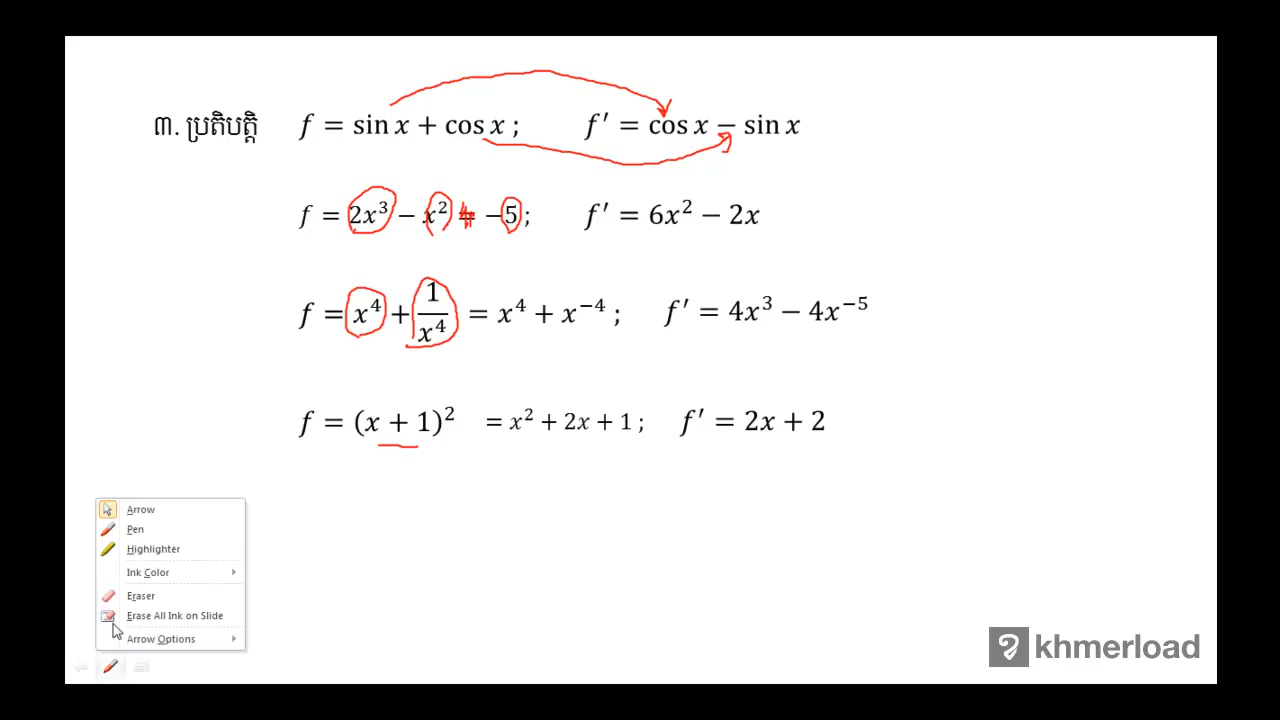 ៣. ប្រតិបត្តិ f = sin x + cos x ; f′ = cos x − sin x
f = 2x³ − x² + −5 ; f′ = 6x² − 2x
f = x⁴ + 1/x⁴ = x⁴ + x⁻⁴ ; f′ = 4x³ − 4x⁻⁵
f = (x + 1)² = x² + 2x + 1 ; f′ = 2x + 2
Arrow
Pen
Highlighter
Ink Color
Eraser
Erase All Ink on Slide
Arrow Options
khmerload